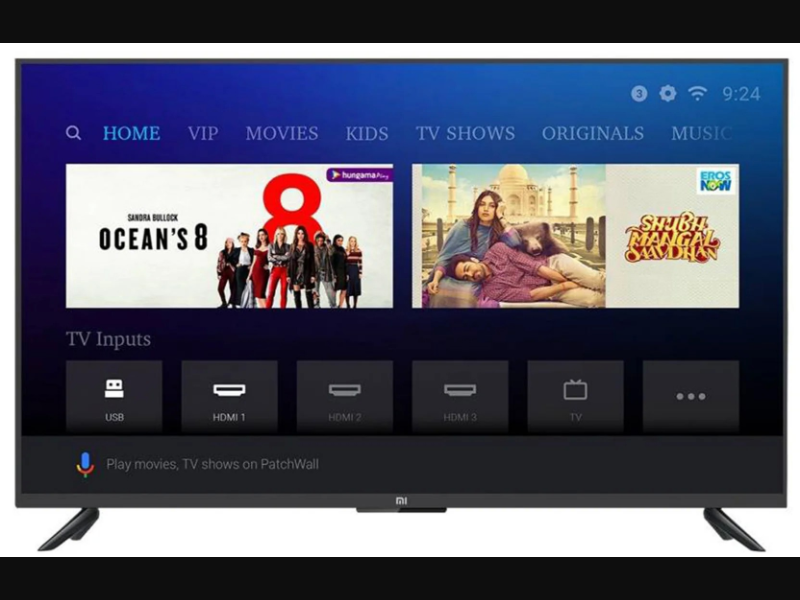 3 9:24
HOME VIP MOVIES KIDS TV SHOWS ORIGINALS MUSIC
hungama Play
SANDRA BULLOCK
OCEAN'S 8
8
EROS NOW
SHUBH
MANGAL
SAAVDHAN
TV Inputs
USB HDMI 1 HDMI 2 HDMI 3 TV
Play movies, TV shows on PatchWall
MI